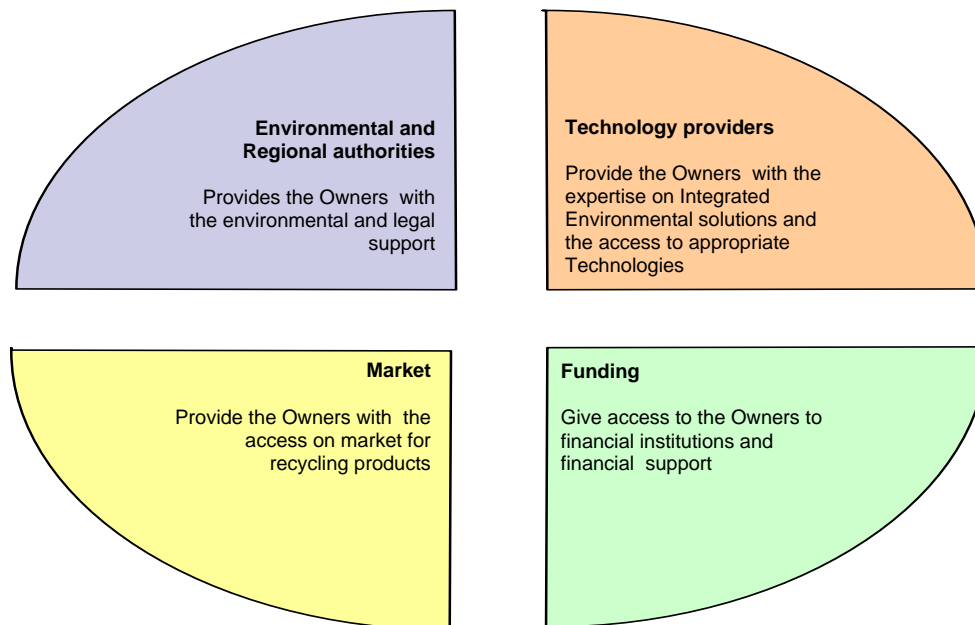 Environmental and
Regional authorities
Provides the Owners  with
the environmental and legal
support
Technology providers
Provide the Owners  with the
expertise on Integrated
Environmental solutions and
the access to appropriate
Technologies
Market
Provide the Owners with  the
access on market for
recycling products
Funding
Give access to the Owners to
financial institutions and
financial  support